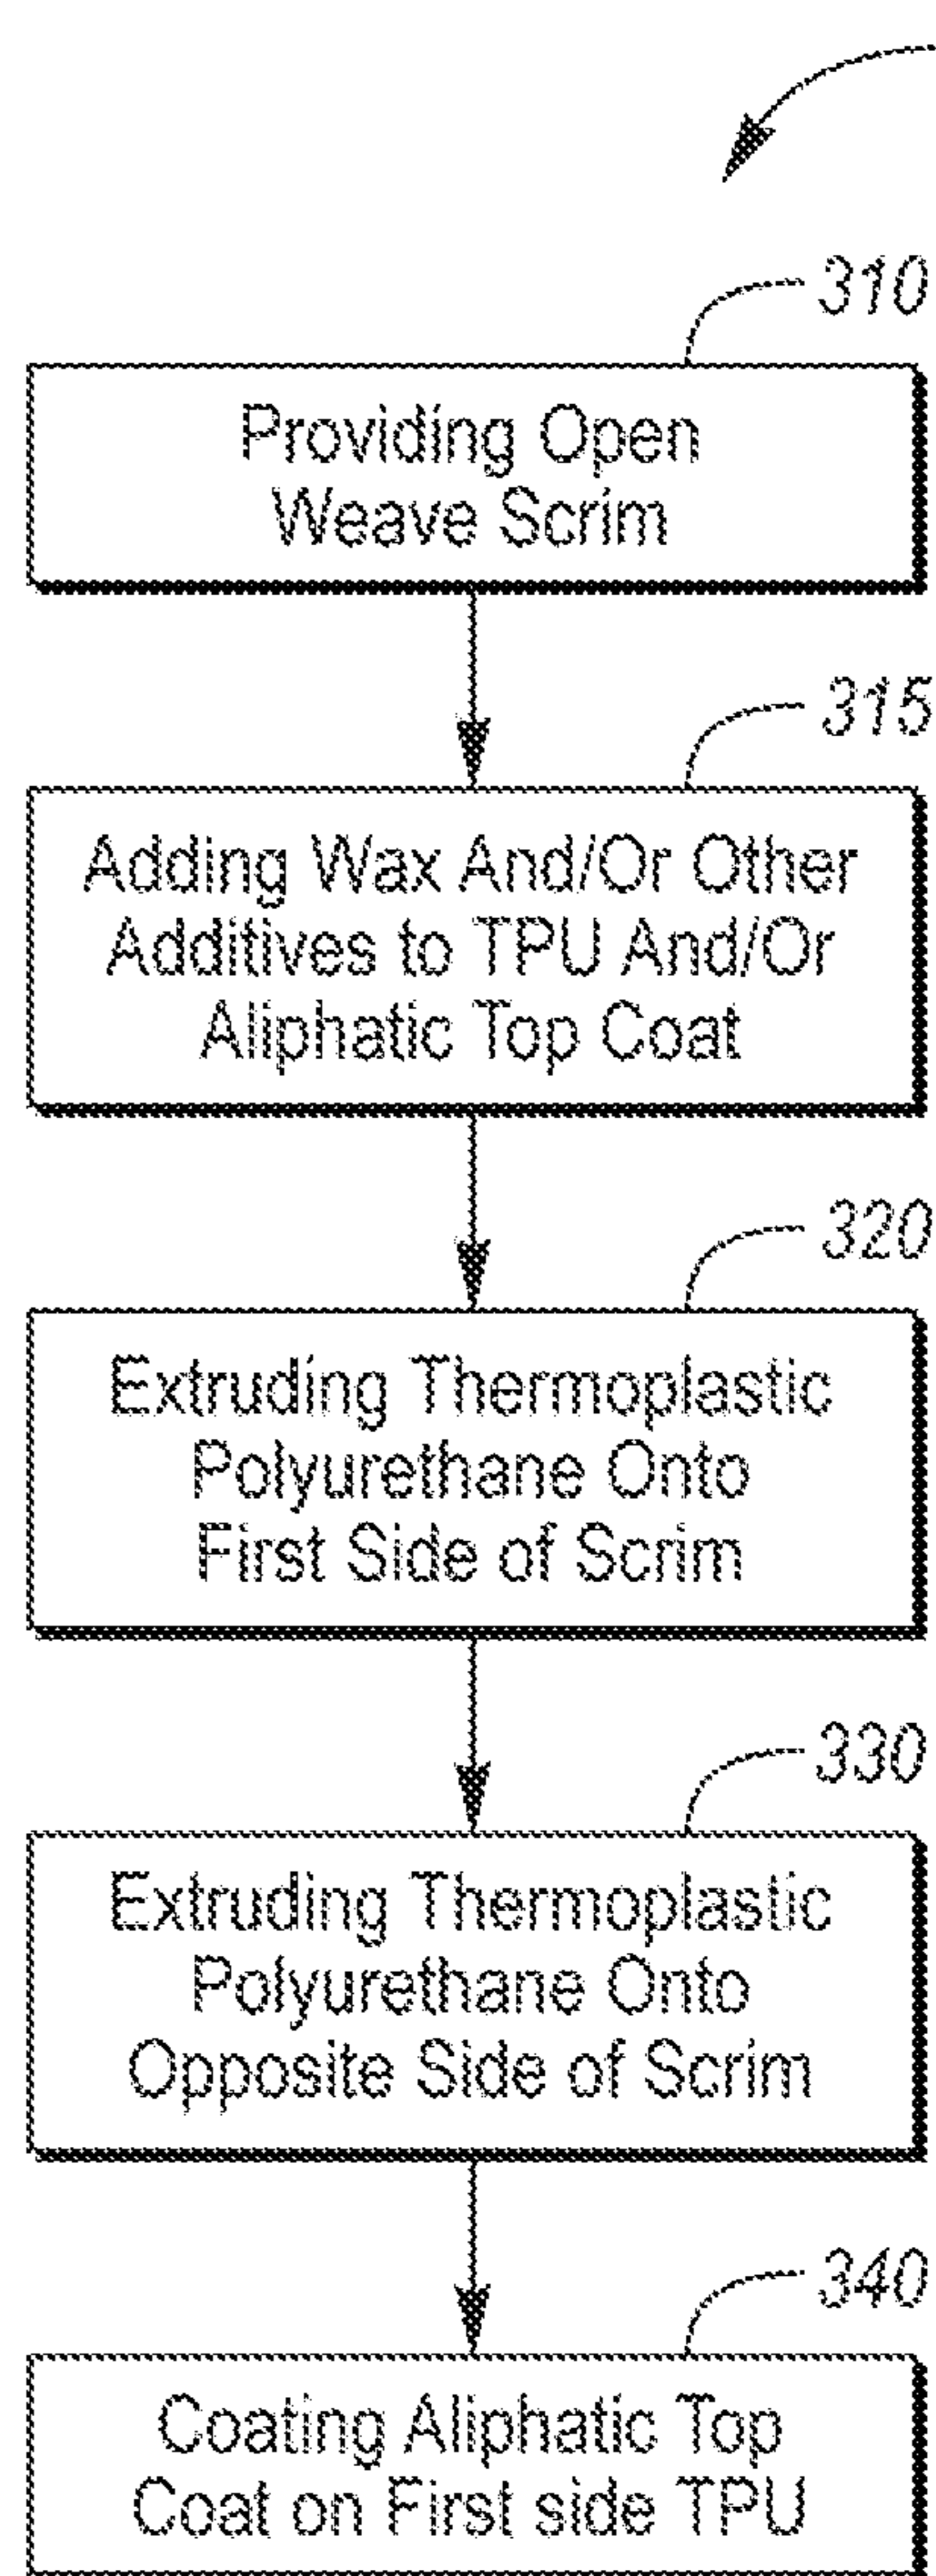 310
Providing Open
Weave Scrim
315
Adding Wax And/Or Other
Additives to TPU And/Or
Aliphatic Top Coat
320
Extruding Thermoplastic
Polyurethane Onto
First Side of Scrim
330
Extruding Thermoplastic
Polyurethane Onto
Opposite Side of Scrim
340
Coating Aliphatic Top
Coat on First side TPU